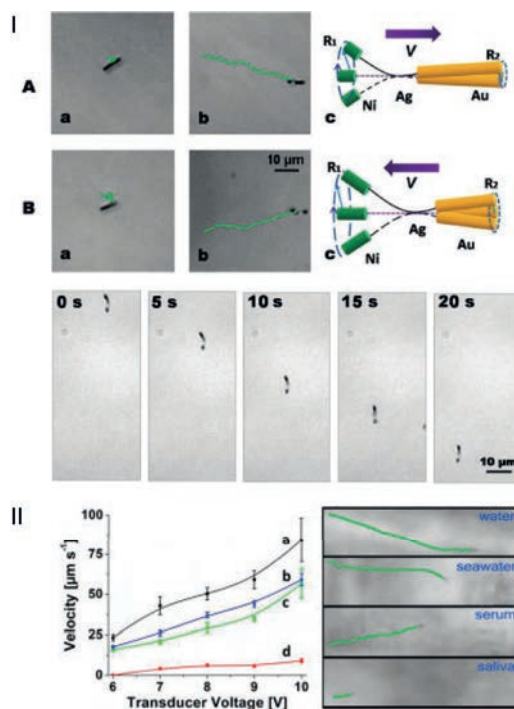 I
A
a
b
c
R₁
V
R₂
Ni
Ag
Au
B
a
b
10 µm
c
R₁
V
R₂
Ni
Ag
Au
0 s
5 s
10 s
15 s
20 s
10 µm
II
Velocity [µm s⁻¹]
100
75
50
25
0
a
b
c
d
6 7 8 9 10
Transducer Voltage [V]
water
seawater
serum
saliva